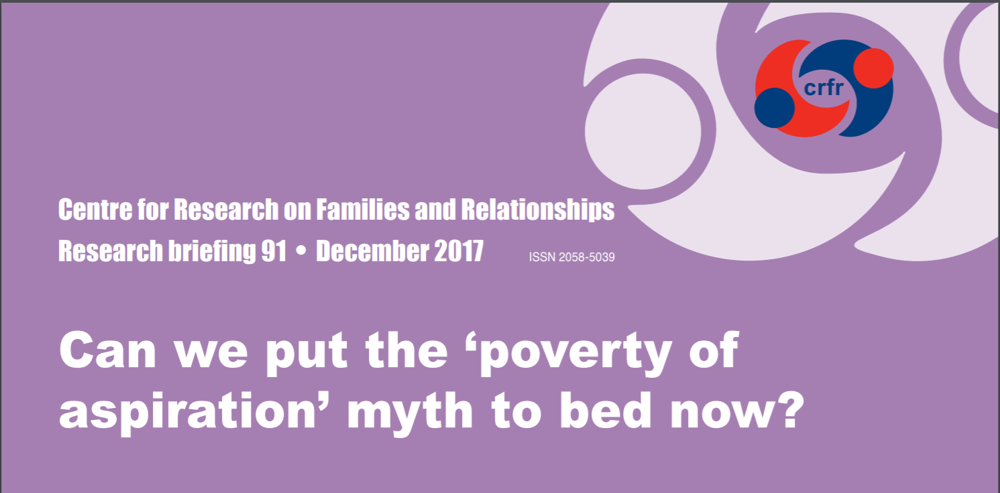 crfr
Centre for Research on Families and Relationships
Research briefing 91 • December 2017 ISSN 2058-5039
Can we put the ‘poverty of
aspiration’ myth to bed now?